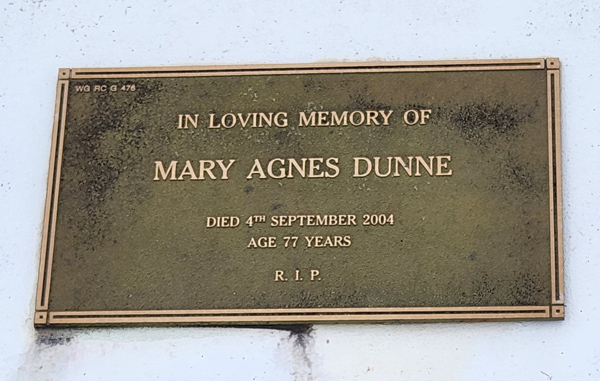 WG RC G 476
IN LOVING MEMORY OF
MARY AGNES DUNNE
DIED 4TH SEPTEMBER 2004
AGE 77 YEARS
R. I. P.